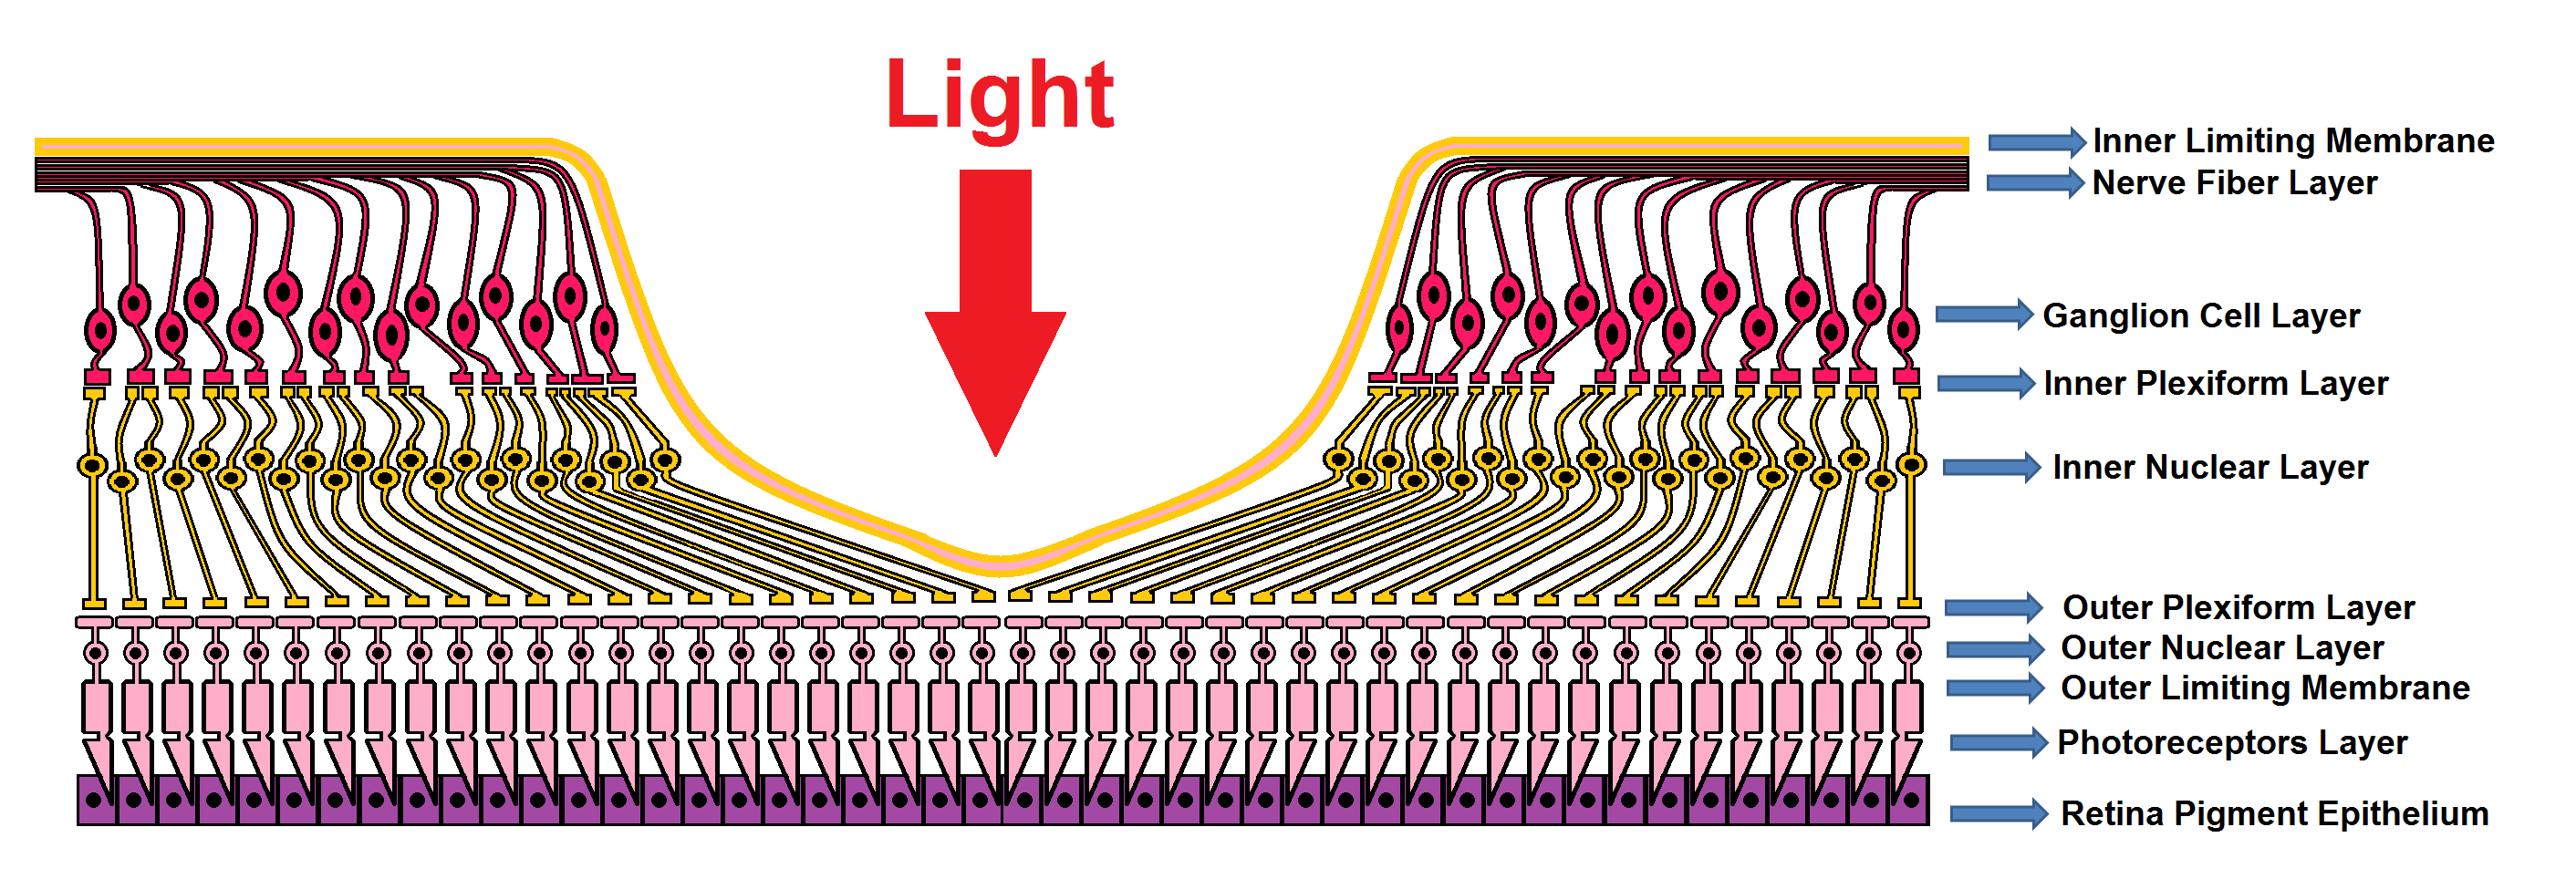 Light
Inner Limiting Membrane
Nerve Fiber Layer
Ganglion Cell Layer
Inner Plexiform Layer
Inner Nuclear Layer
Outer Plexiform Layer
Outer Nuclear Layer
Outer Limiting Membrane
Photoreceptors Layer
Retina Pigment Epithelium